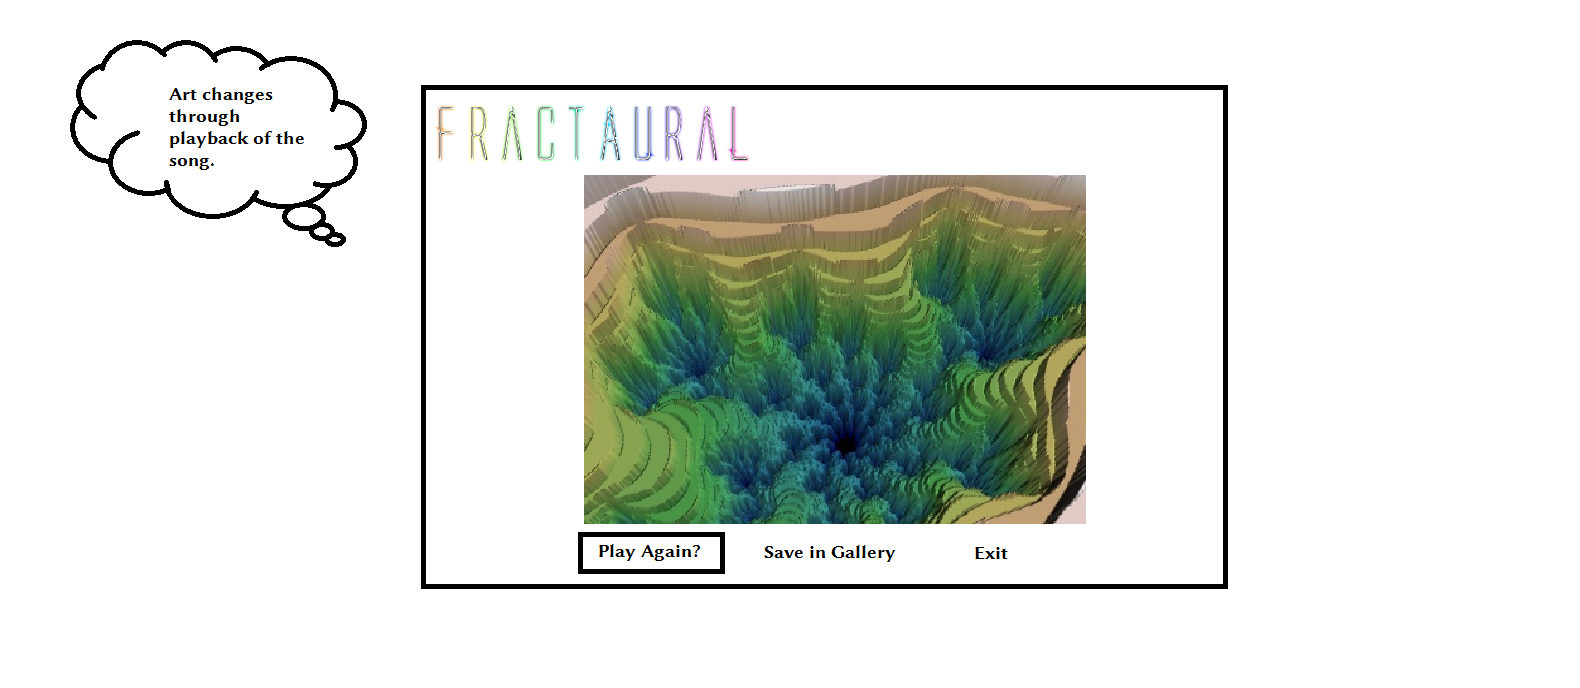 Art changes
through
playback of the
song.
FRACTAURAL
Play Again?
Save in Gallery
Exit